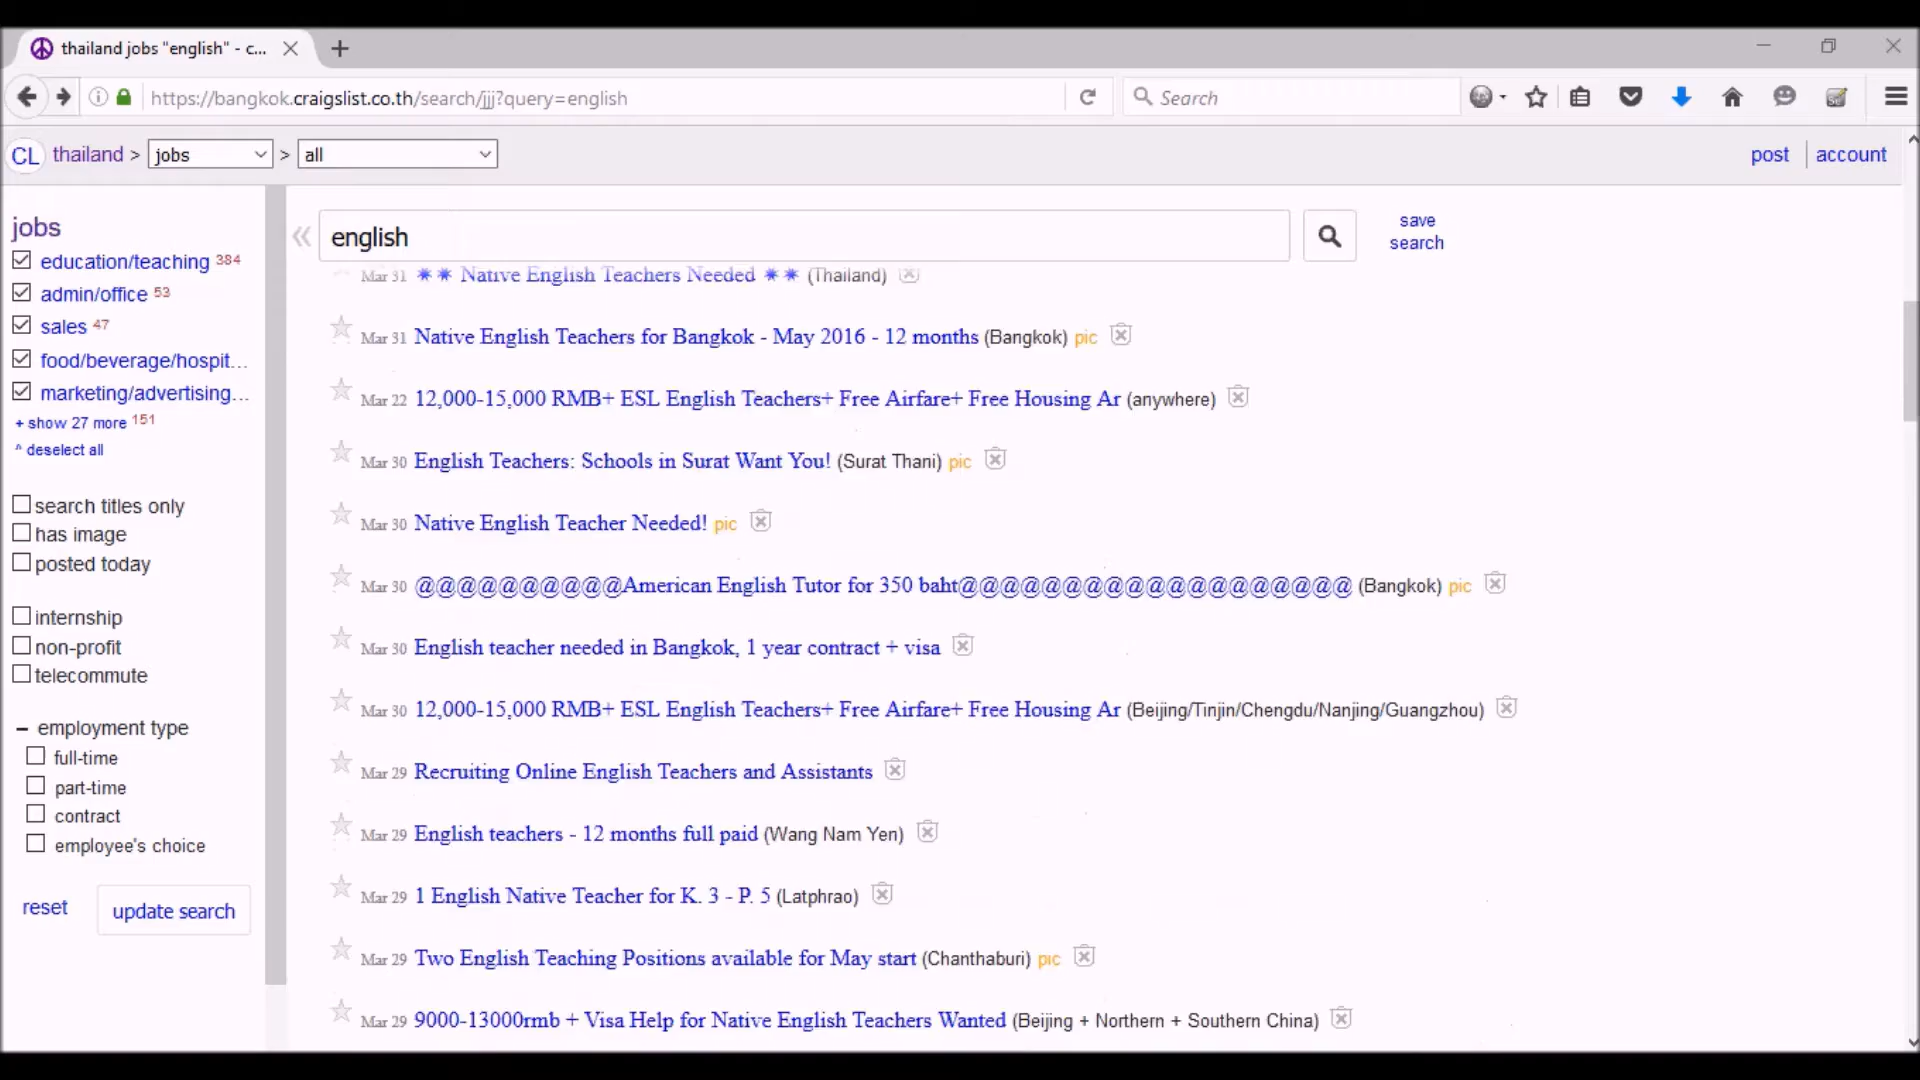 thailand jobs "english" - c...
https://bangkok.craigslist.co.th/search/jjj?query=english
Search
CL thailand > jobs > all
post account
jobs
education/teaching 384
admin/office 53
sales 47
food/beverage/hospit...
marketing/advertising...
+ show 27 more 151
^ deselect all
search titles only
has image
posted today
internship
non-profit
telecommute
employment type
full-time
part-time
contract
employee's choice
reset update search
english
save
search
Mar 31 ✷✷ Native English Teachers Needed ✷✷ (Thailand)
Mar 31 Native English Teachers for Bangkok - May 2016 - 12 months (Bangkok) pic
Mar 22 12,000-15,000 RMB+ ESL English Teachers+ Free Airfare+ Free Housing Ar (anywhere)
Mar 30 English Teachers: Schools in Surat Want You! (Surat Thani) pic
Mar 30 Native English Teacher Needed! pic
Mar 30 @@@@@@@@@@American English Tutor for 350 baht@@@@@@@@@@@@@@@@@@@ (Bangkok) pic
Mar 30 English teacher needed in Bangkok, 1 year contract + visa
Mar 30 12,000-15,000 RMB+ ESL English Teachers+ Free Airfare+ Free Housing Ar (Beijing/Tinjin/Chengdu/Nanjing/Guangzhou)
Mar 29 Recruiting Online English Teachers and Assistants
Mar 29 English teachers - 12 months full paid (Wang Nam Yen)
Mar 29 1 English Native Teacher for K. 3 - P. 5 (Latphrao)
Mar 29 Two English Teaching Positions available for May start (Chanthaburi) pic
Mar 29 9000-13000rmb + Visa Help for Native English Teachers Wanted (Beijing + Northern + Southern China)